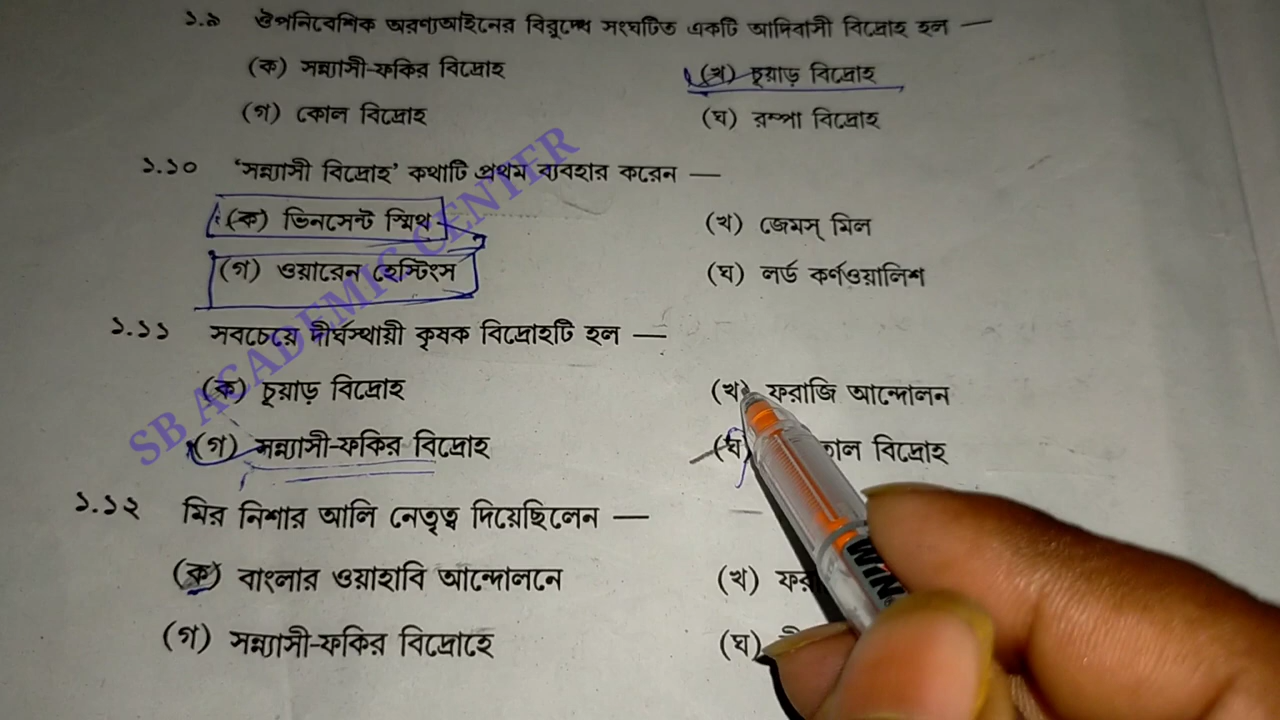 ১.৯ ঔপনিবেশিক অরণ্যআইনের বিরুদ্ধে সংঘটিত একটি আদিবাসী বিদ্রোহ হল —
(ক) সন্ন্যাসী-ফকির বিদ্রোহ (খ) চুয়াড় বিদ্রোহ
(গ) কোল বিদ্রোহ (ঘ) রম্পা বিদ্রোহ
১.১০ 'সন্ন্যাসী বিদ্রোহ' কথাটি প্রথম ব্যবহার করেন —
(ক) ভিনসেন্ট স্মিথ (খ) জেমস্ মিল
(গ) ওয়ারেন হেস্টিংস (ঘ) লর্ড কর্নওয়ালিশ
১.১১ সবচেয়ে দীর্ঘস্থায়ী কৃষক বিদ্রোহটি হল —
(ক) চুয়াড় বিদ্রোহ (খ) ফরাজি আন্দোলন
(গ) সন্ন্যাসী-ফকির বিদ্রোহ (ঘ) বিদ্রোহ
১.১২ মির নিশার আলি নেতৃত্ব দিয়েছিলেন —
(ক) বাংলার ওয়াহাবি আন্দোলনে (খ)
(গ) সন্ন্যাসী-ফকির বিদ্রোহে (ঘ)
SB ACADEMIC CENTER
WIN